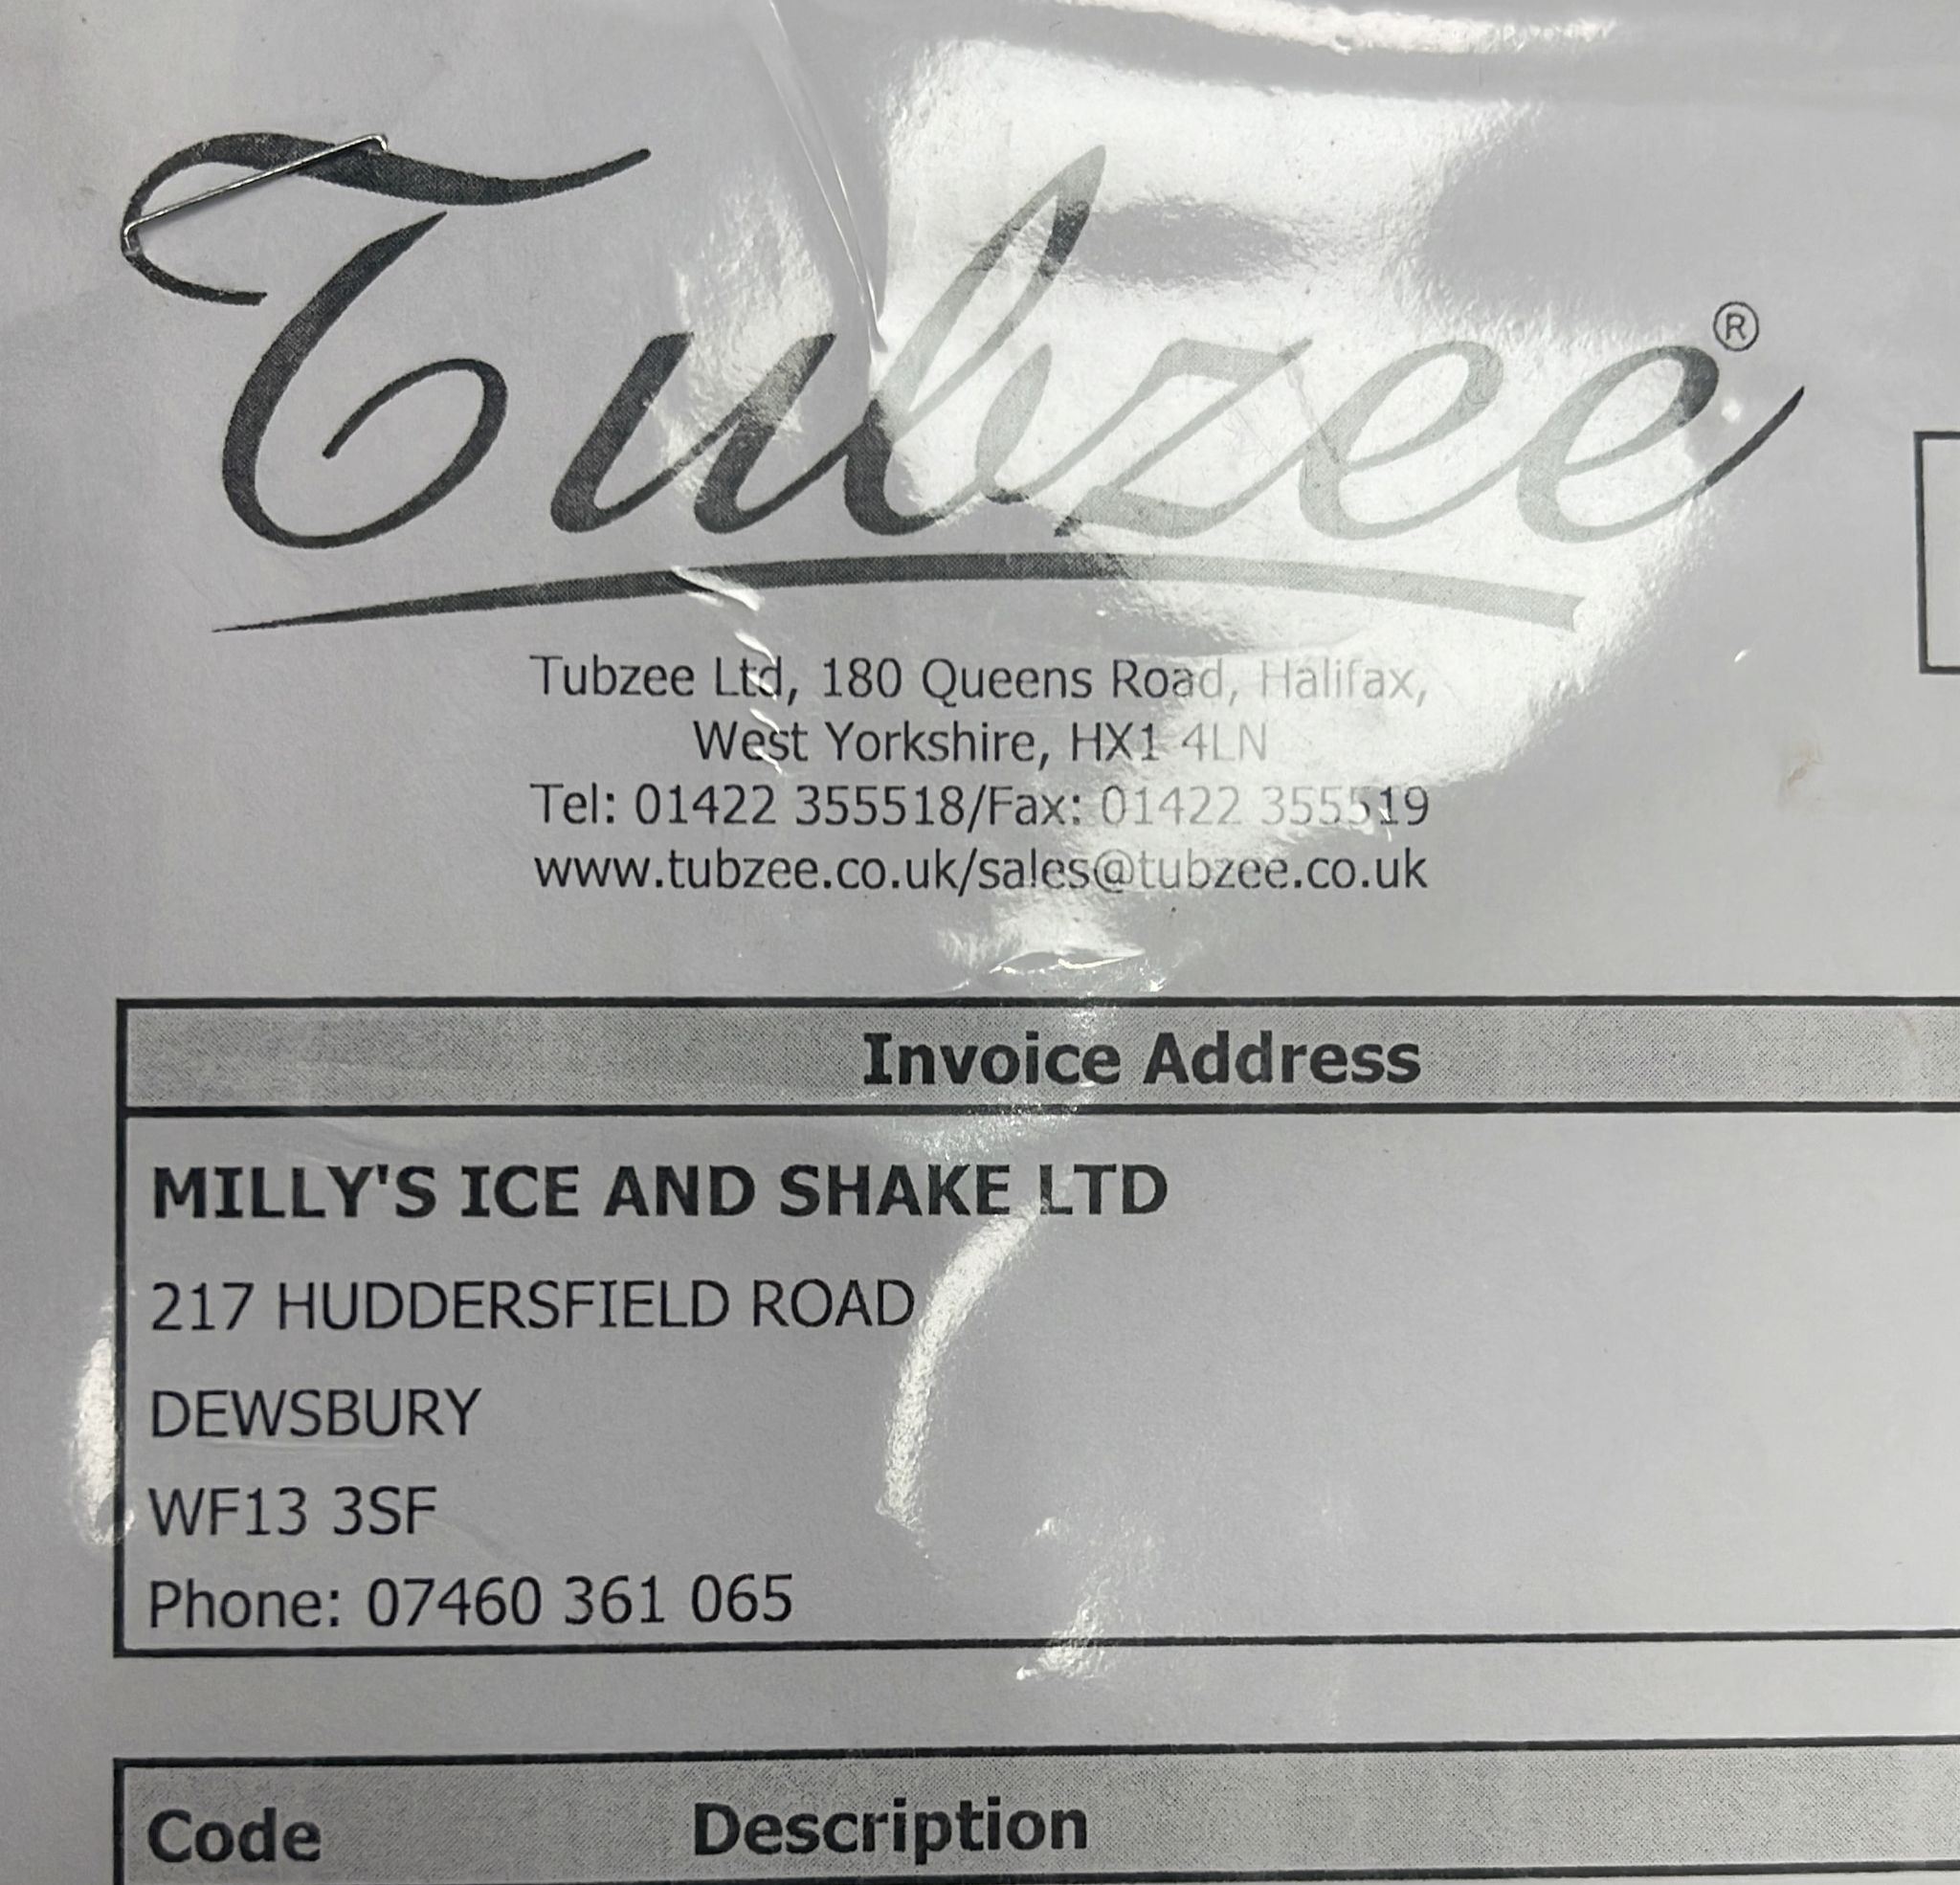 Tubzee®
Tubzee Ltd, 180 Queens Road, Halifax,
West Yorkshire, HX1 4LN
Tel: 01422 355518/Fax: 01422 355519
www.tubzee.co.uk/sales@tubzee.co.uk
Invoice Address
MILLY'S ICE AND SHAKE LTD
217 HUDDERSFIELD ROAD
DEWSBURY
WF13 3SF
Phone: 07460 361 065
Code Description